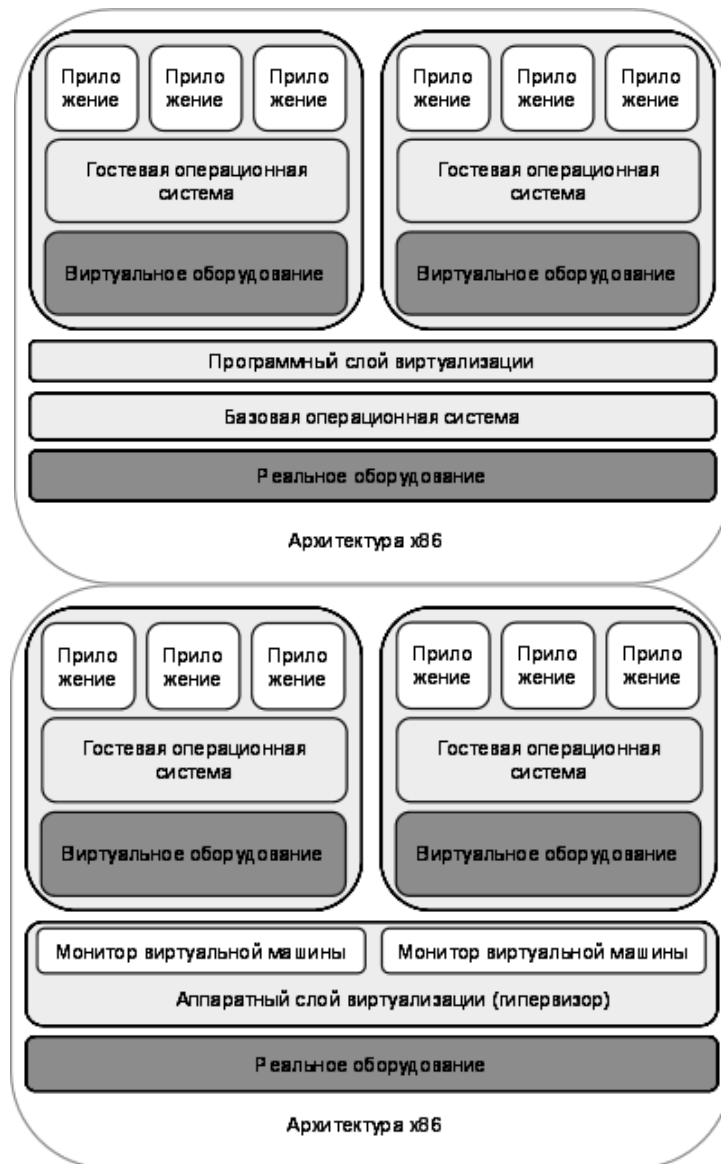 Прило Прило Прило Прило Прило Прило
жение жение жение жение жение жение
Гостевая операционная Гостевая операционная
система система
Виртуальное оборудование Виртуальное оборудование
Программный слой виртуализации
Базовая операционная система
Реальное оборудование
Архитектура x86
Прило Прило Прило Прило Прило Прило
жение жение жение жение жение жение
Гостевая операционная Гостевая операционная
система система
Виртуальное оборудование Виртуальное оборудование
Монитор виртуальной машины Монитор виртуальной машины
Аппаратный слой виртуализации (гипервизор)
Реальное оборудование
Архитектура x86